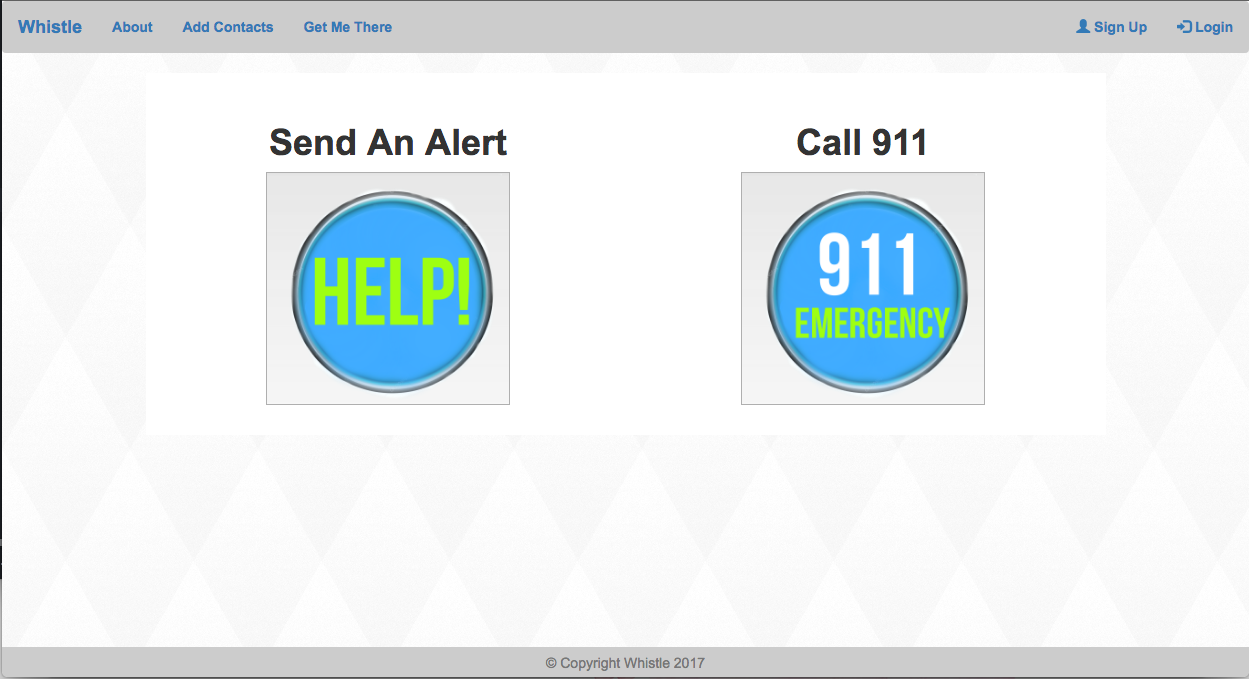 Whistle About Add Contacts Get Me There Sign Up Login
Send An Alert
HELP!
Call 911
911
EMERGENCY
© Copyright Whistle 2017